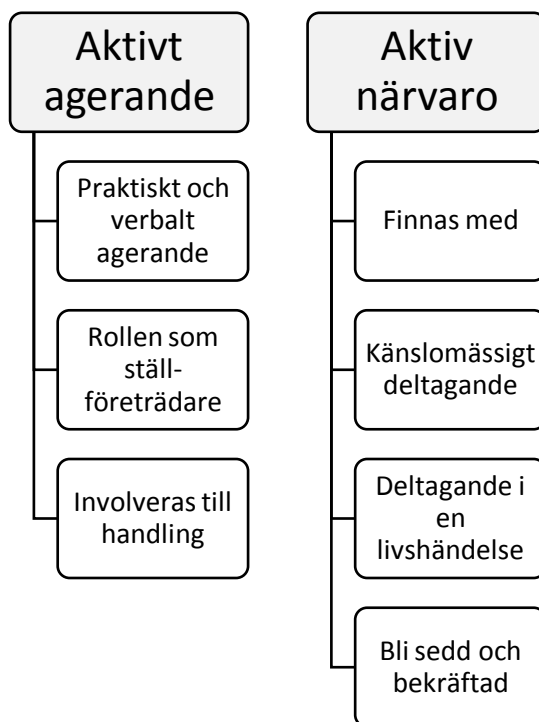 Aktivt
agerande
Praktiskt och
verbalt
agerande
Rollen som
ställ-
företrädare
Involveras till
handling
Aktiv
närvaro
Finnas med
Känslomässigt
deltagande
Deltagande i
en
livshändelse
Bli sedd och
bekräftad